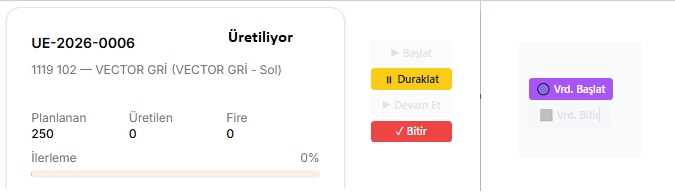 UE-2026-0006
Üretiliyor
1119 102 — VECTOR GRİ (VECTOR GRİ - Sol)
Planlanan
Üretilen
Fire
250
0
0
İlerleme
0%
Başlat
Duraklat
Devam Et
Bitir
Vrd. Başlat
Vrd. Bitir